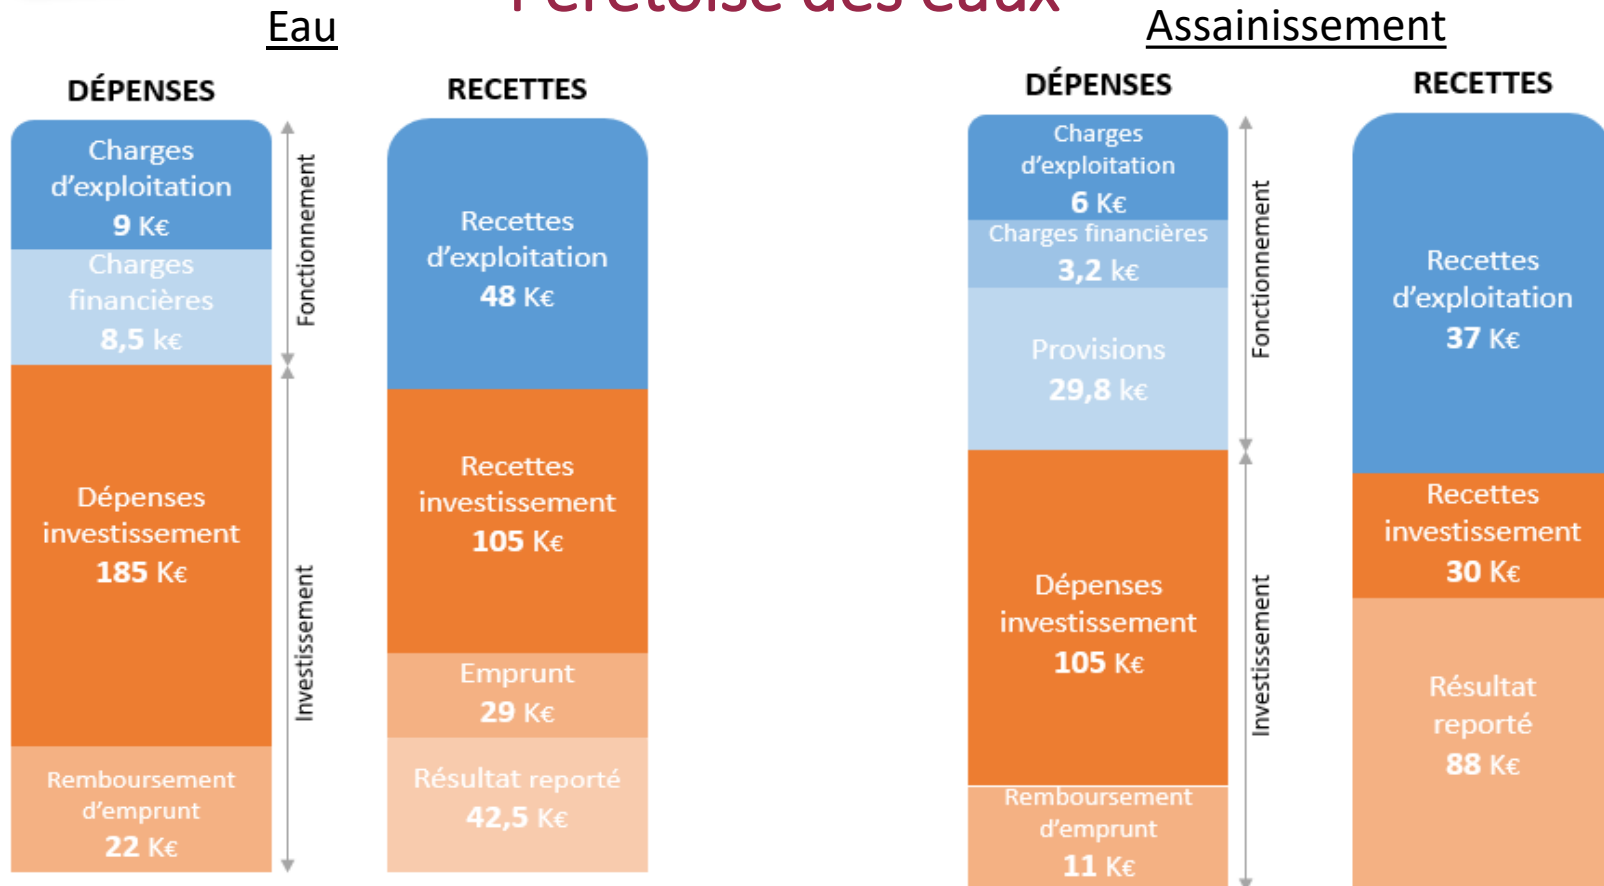 Pérétoise des eaux
Eau
Assainissement
DÉPENSES
Charges
d’exploitation
9 K€
Charges
financières
8,5 k€
Dépenses
investissement
185 K€
Remboursement
d’emprunt
22 K€
Fonctionnement
Investissement
RECETTES
Recettes
d’exploitation
48 K€
Recettes
investissement
105 K€
Emprunt
29 K€
Résultat reporté
42,5 K€
DÉPENSES
Charges
d’exploitation
6 K€
Charges financières
3,2 k€
Provisions
29,8 k€
Dépenses
investissement
105 K€
Remboursement
d’emprunt
11 K€
Fonctionnement
Investissement
RECETTES
Recettes
d’exploitation
37 K€
Recettes
investissement
30 K€
Résultat
reporté
88 K€